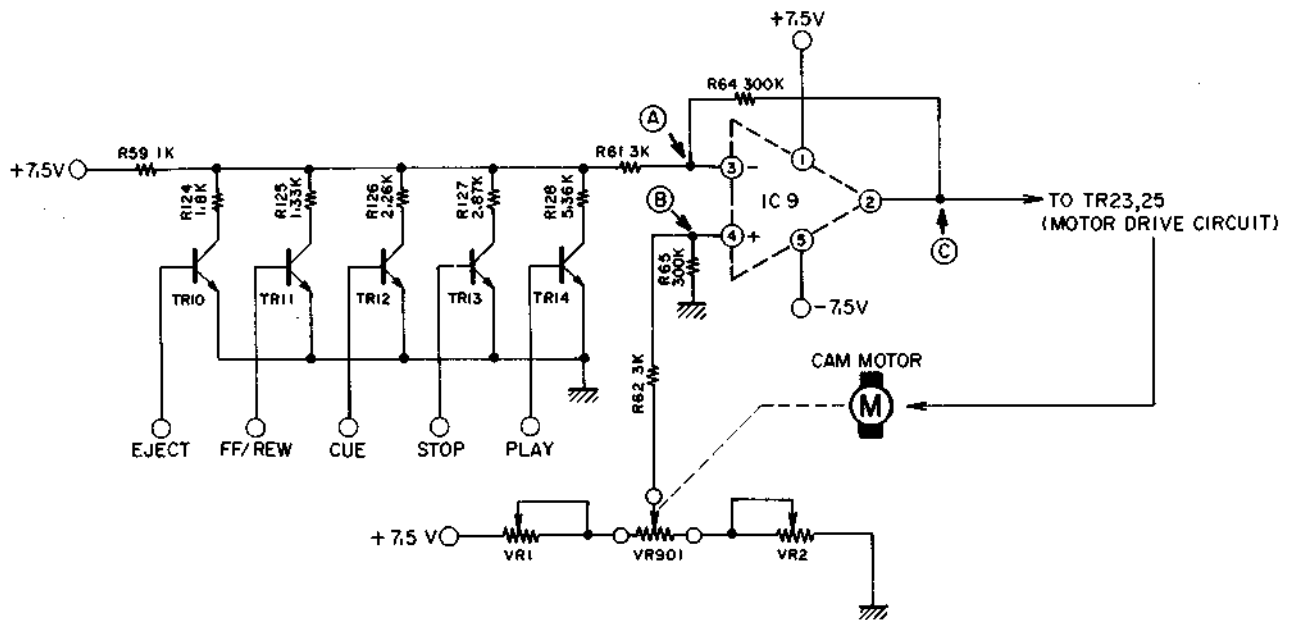 +7.5V
R64 300K
A
R59 1K
R61 3K
+7.5V
3
-
1
R124
1.8K
R125
1.33K
R126
2.26K
R127
2.87K
R128
5.36K
B
IC 9
2
TO TR23,25
(MOTOR DRIVE CIRCUIT)
4
+
5
C
R65
300K
TR10
TR11
TR12
TR13
TR14
-7.5V
CAM MOTOR
R62 3K
M
EJECT
FF/REW
CUE
STOP
PLAY
+7.5 V
VR1
VR901
VR2